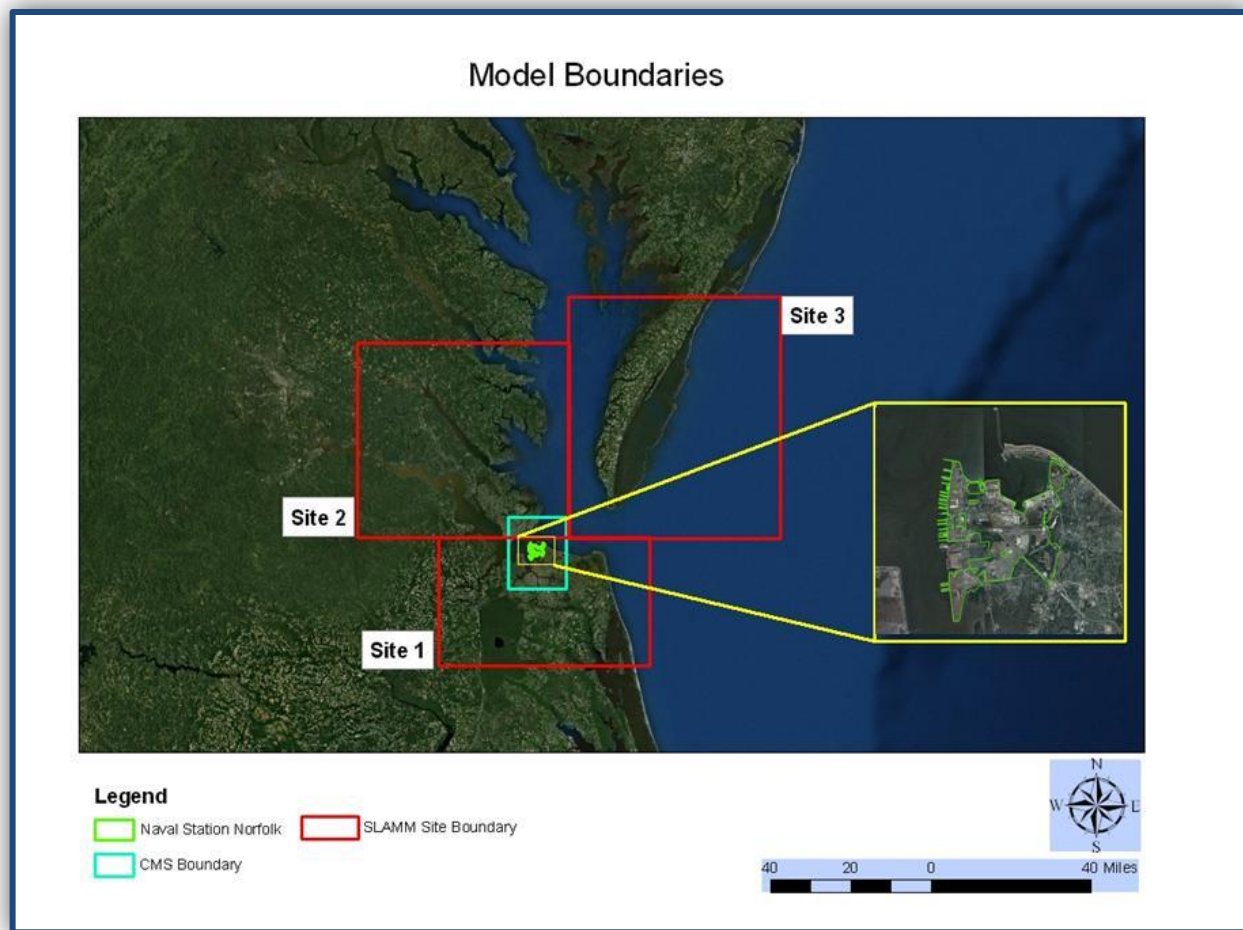 Model Boundaries
Site 3
Site 2
Site 1
Legend
Naval Station Norfolk
SLAMM Site Boundary
CMS Boundary
N
W
E
S
40 20 0 40 Miles